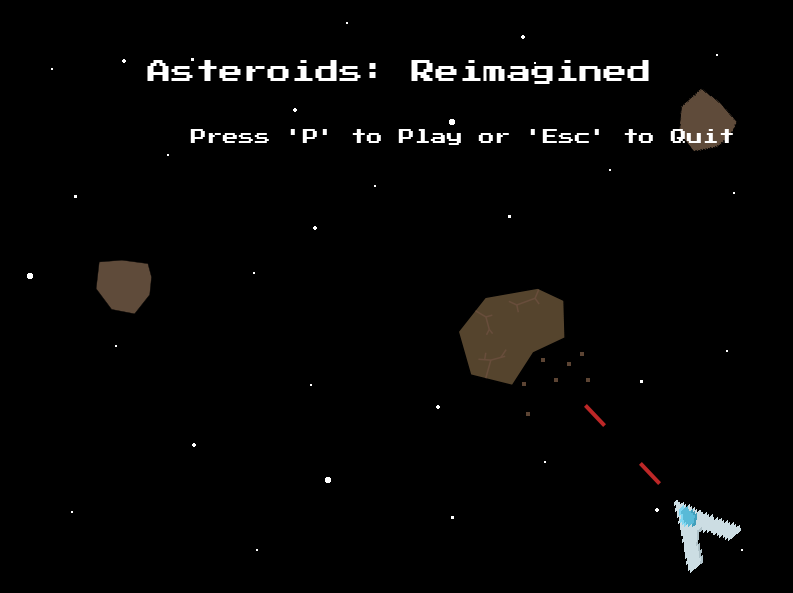 Asteroids: Reimagined
Press 'P' to Play or 'Esc' to Quit